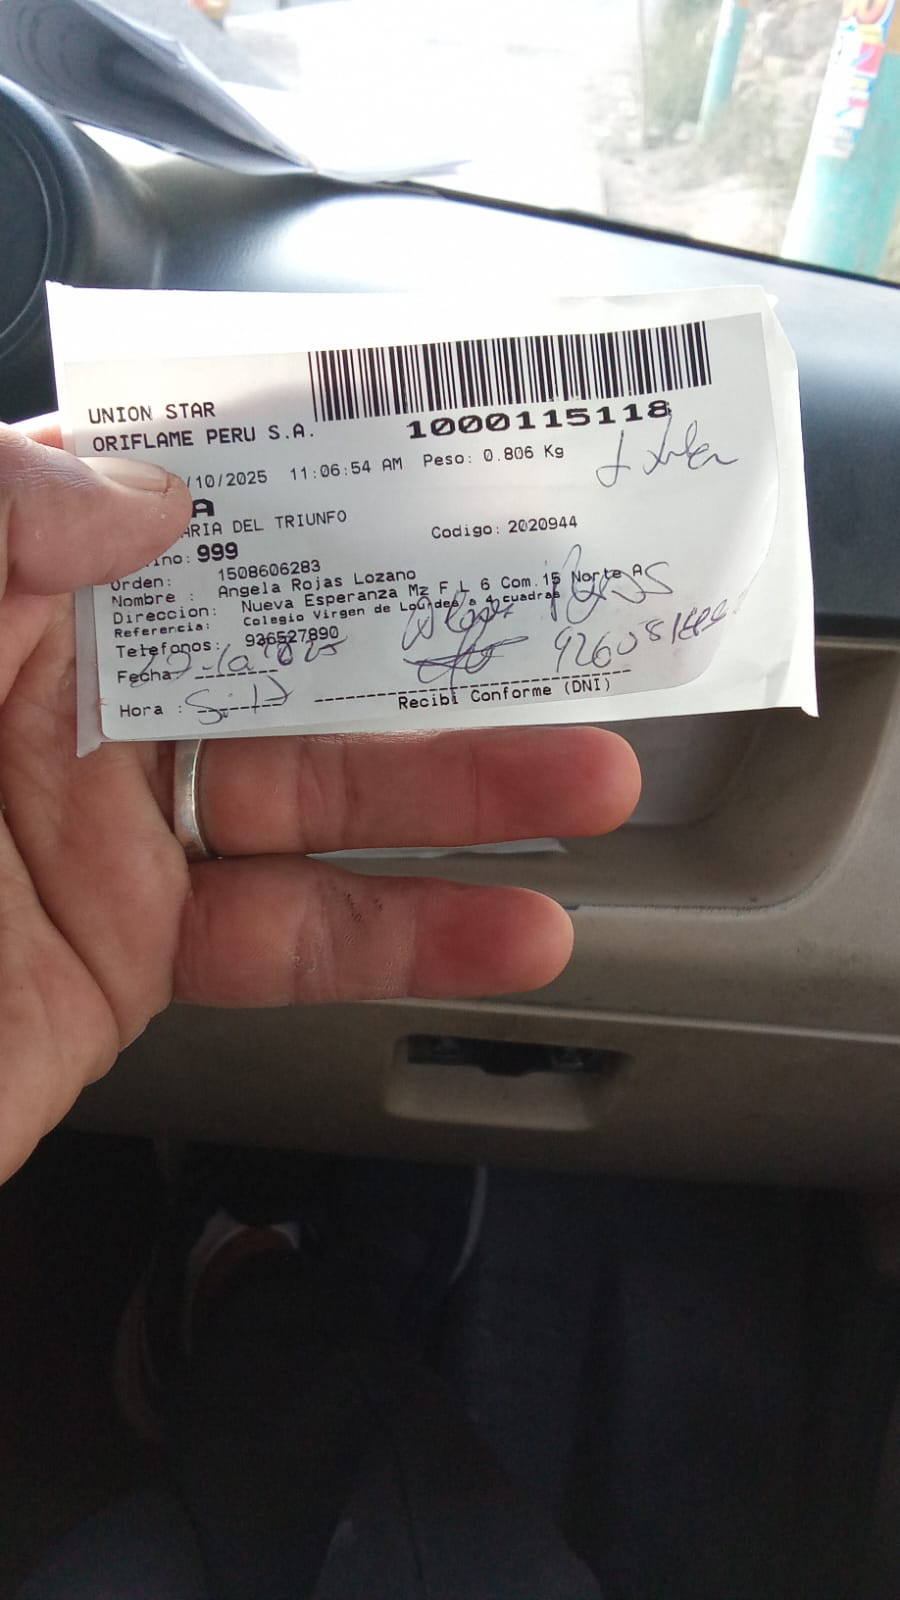 UNION STAR
ORIFLAME PERU S.A.
1000115118
/10/2025 11:06:54 AM Peso: 0.806 Kg
A
ARIA DEL TRIUNFO
Codigo: 2020944
ino: 999
Orden: 1508606283
Nombre : Angela Rojas Lozano
Direccion: Nueva Esperanza Mz F L 6 Com.15 Norte A
Referencia: Colegio Virgen de Lourdes a 4 cuadras
Telefonos: 936527890
Fecha:
Hora :
Recibi Conforme (DNI)